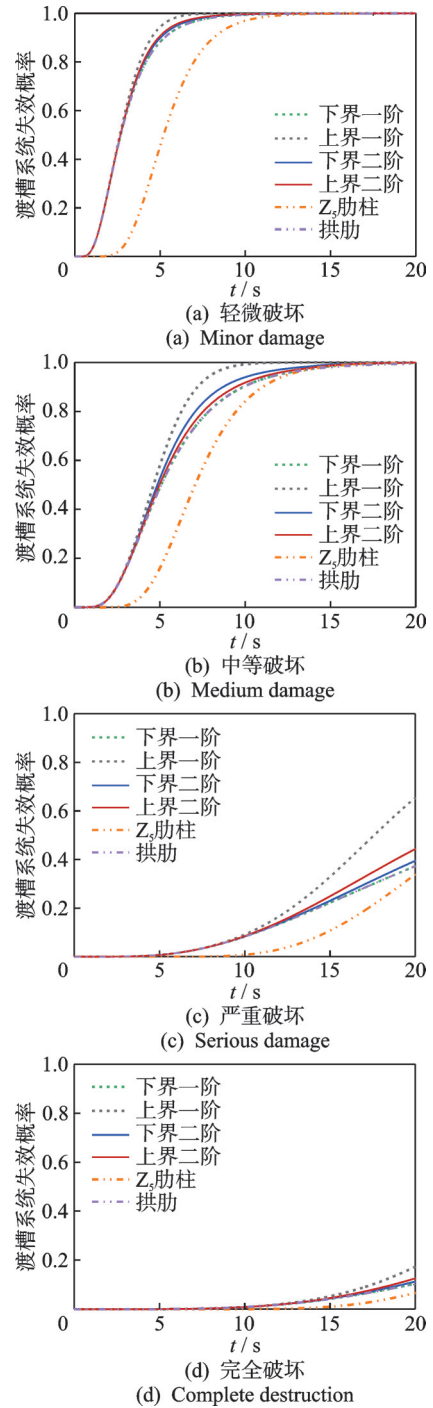 渡槽系统失效概率
1.0
0.8
0.6
0.4
0.2
下界一阶
上界一阶
下界二阶
上界二阶
Z₅肋柱
拱肋
0 5 10 15 20
t / s
(a) 轻微破坏
(a) Minor damage
渡槽系统失效概率
1.0
0.8
0.6
0.4
0.2
下界一阶
上界一阶
下界二阶
上界二阶
Z₅肋柱
拱肋
0 5 10 15 20
t / s
(b) 中等破坏
(b) Medium damage
渡槽系统失效概率
1.0
0.8
0.6
0.4
0.2
下界一阶
上界一阶
下界二阶
上界二阶
Z₅肋柱
拱肋
0 5 10 15 20
t / s
(c) 严重破坏
(c) Serious damage
渡槽系统失效概率
1.0
0.8
0.6
0.4
0.2
下界一阶
上界一阶
下界二阶
上界二阶
Z₅肋柱
拱肋
0 5 10 15 20
t / s
(d) 完全破坏
(d) Complete destruction